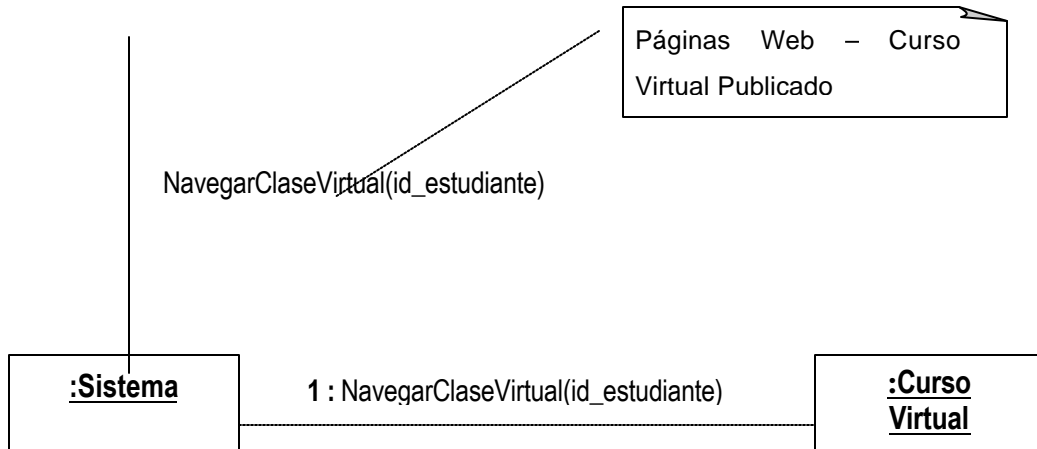 Páginas Web – Curso
Virtual Publicado
NavegarClaseVirtual(id_estudiante)
:Sistema
1 : NavegarClaseVirtual(id_estudiante)
:Curso
Virtual